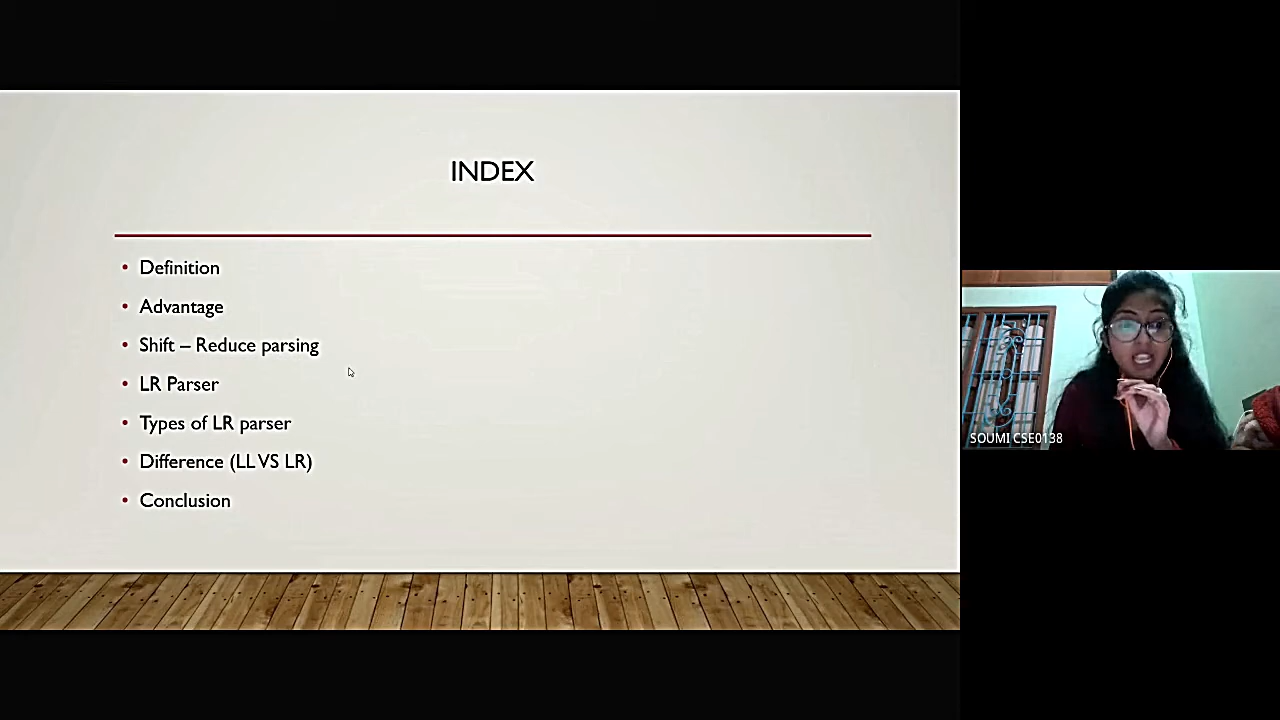 INDEX
• Definition
• Advantage
• Shift – Reduce parsing
• LR Parser
• Types of LR parser
• Difference (LL VS LR)
• Conclusion
SOUMI CSE0138